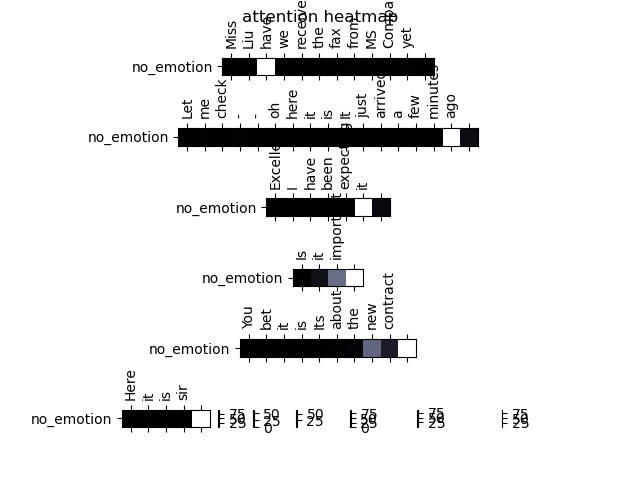 attention heatmap
Miss Liu have we receive the fax from MS Compa yet
no_emotion
Let me check - - oh here it is It just arrived a few minutes ago
no_emotion
Excelle I have been expecting it
no_emotion
Is it important
no_emotion
You bet it is Its about the new contract
no_emotion
Here it is sir
no_emotion
75 50 50 75 75 75
50 25 25 50 50 50
25 0 25 25 25
0